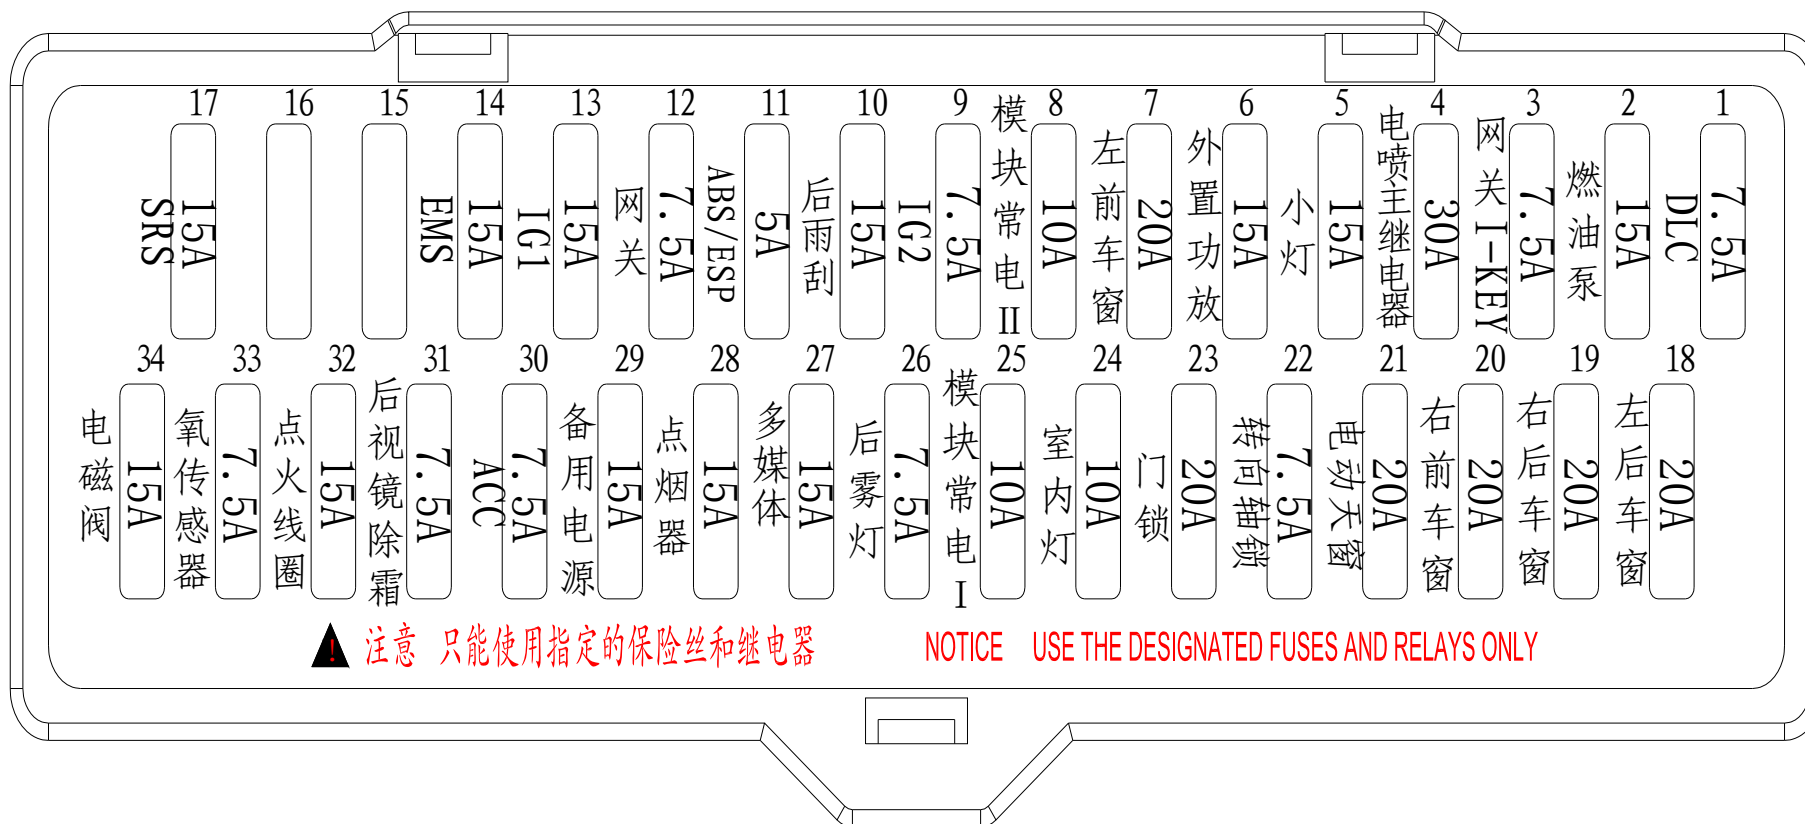 17 16 15 14 13 12 11 10 9 8 7 6 5 4 3 2 1
SRS
15A
EMS
15A
IG1
15A
网关
7.5A
ABS/ESP
5A
后雨刮
15A
IG2
7.5A
模块常电II
10A
左前车窗
20A
外置功放
15A
小灯
15A
电喷主继电器
30A
网关I-KEY
7.5A
燃油泵
15A
DLC
7.5A
34 33 32 31 30 29 28 27 26 25 24 23 22 21 20 19 18
电磁阀
15A
氧传感器
7.5A
点火线圈
15A
后视镜除霜
7.5A
ACC
7.5A
备用电源
15A
点烟器
15A
多媒体
15A
后雾灯
7.5A
模块常电I
10A
室内灯
10A
门锁
20A
转向轴锁
7.5A
电动天窗
20A
右前车窗
20A
右后车窗
20A
左后车窗
20A
! 注意 只能使用指定的保险丝和继电器 NOTICE USE THE DESIGNATED FUSES AND RELAYS ONLY